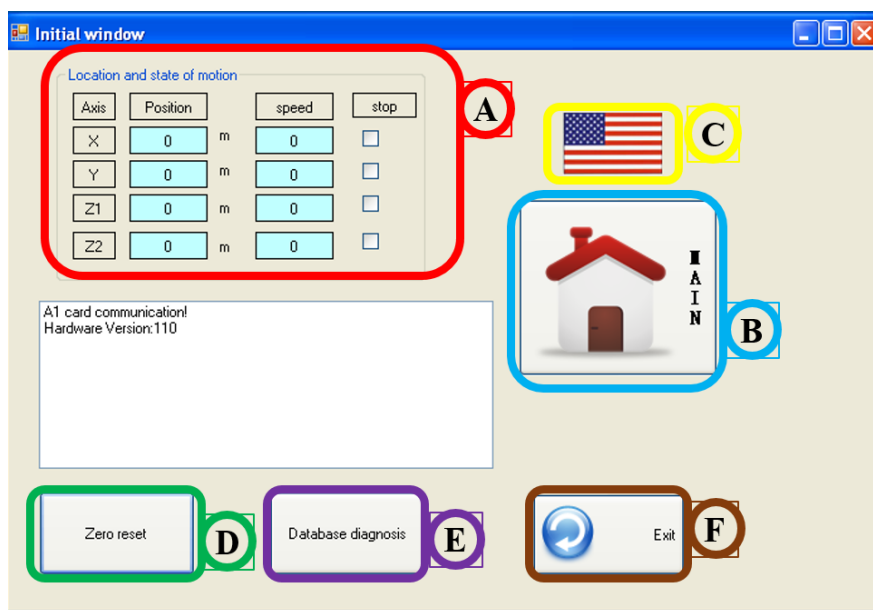 Initial window
Location and state of motion
Axis Position speed stop
A
X 0 m 0
Y 0 m 0
Z1 0 m 0
Z2 0 m 0
C
MAIN
B
A1 card communication!
Hardware Version:110
Zero reset
D
Database diagnosis
E
Exit
F